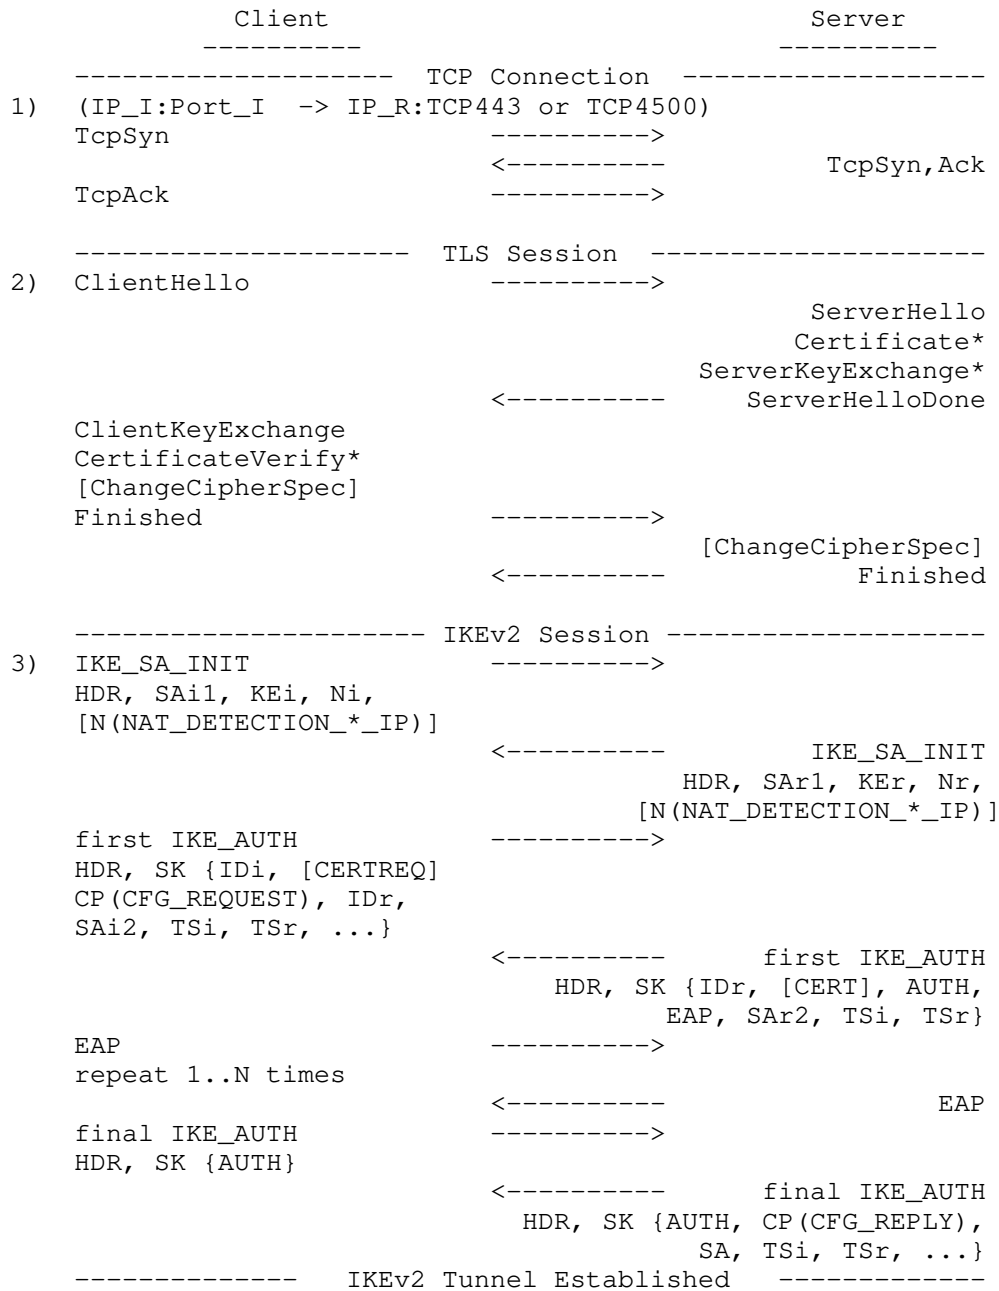 Client                         Server
----------                     ----------
-------------------- TCP Connection -------------------
1) (IP_I:Port_I -> IP_R:TCP443 or TCP4500)
TcpSyn ---------->
<---------- TcpSyn,Ack
TcpAck ---------->
--------------------- TLS Session ---------------------
2) ClientHello ---------->
ServerHello
Certificate*
ServerKeyExchange*
<---------- ServerHelloDone
ClientKeyExchange
CertificateVerify*
[ChangeCipherSpec]
Finished ---------->
[ChangeCipherSpec]
<---------- Finished
---------------------- IKEv2 Session --------------------
3) IKE_SA_INIT ---------->
HDR, SAi1, KEi, Ni,
[N(NAT_DETECTION_*_IP)]
<---------- IKE_SA_INIT
HDR, SAr1, KEr, Nr,
[N(NAT_DETECTION_*_IP)]
first IKE_AUTH ---------->
HDR, SK {IDi, [CERTREQ]
CP(CFG_REQUEST), IDr,
SAi2, TSi, TSr, ...}
<---------- first IKE_AUTH
HDR, SK {IDr, [CERT], AUTH,
EAP, SAr2, TSi, TSr}
EAP ---------->
repeat 1..N times
<---------- EAP
final IKE_AUTH ---------->
HDR, SK {AUTH}
<---------- final IKE_AUTH
HDR, SK {AUTH, CP(CFG_REPLY),
SA, TSi, TSr, ...}
-------------- IKEv2 Tunnel Established -------------